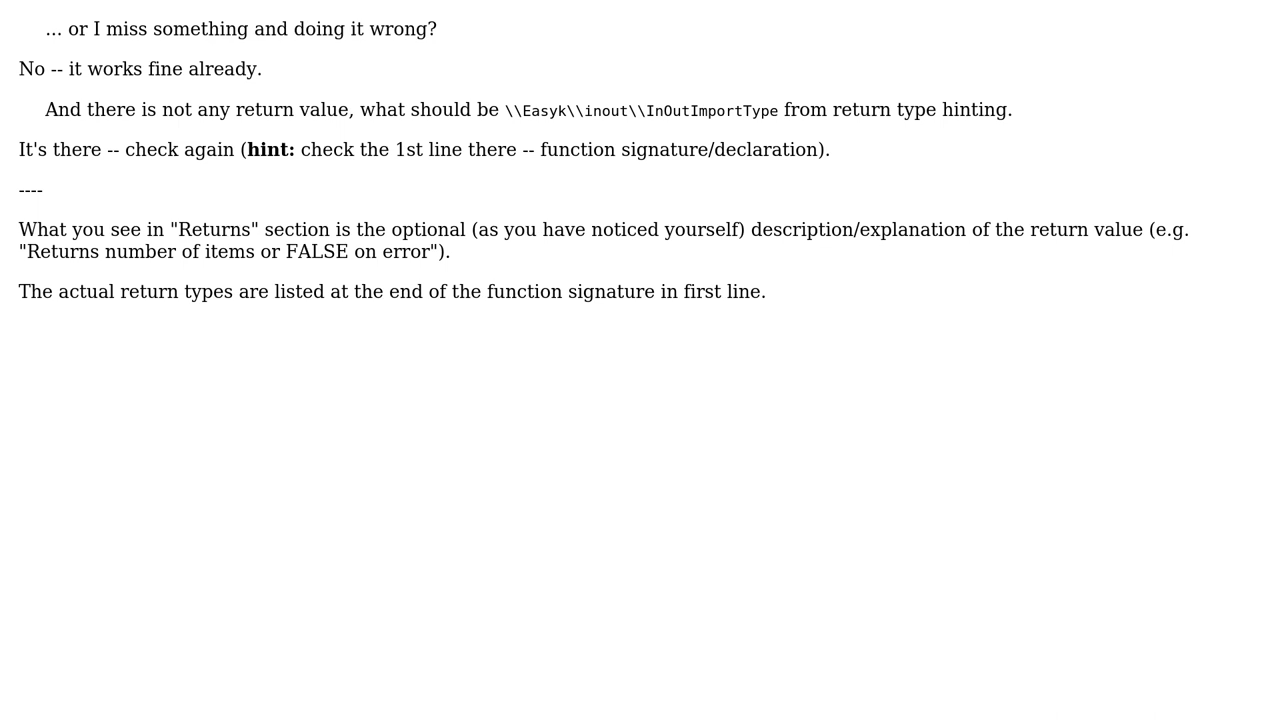 ... or I miss something and doing it wrong?
No -- it works fine already.
And there is not any return value, what should be \\Easyk\\inout\\InOutImportType from return type hinting.
It's there -- check again (hint: check the 1st line there -- function signature/declaration).
----
What you see in "Returns" section is the optional (as you have noticed yourself) description/explanation of the return value (e.g.
"Returns number of items or FALSE on error").
The actual return types are listed at the end of the function signature in first line.